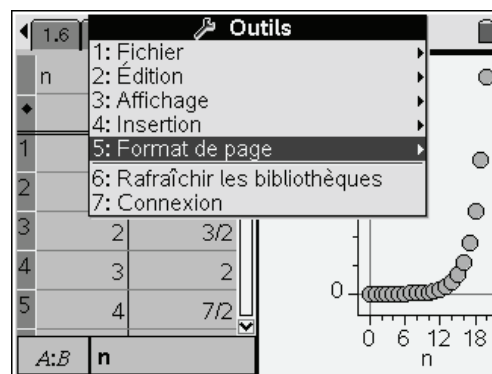 1.6
Outils
1: Fichier
2: Édition
3: Affichage
4: Insertion
5: Format de page
6: Rafraîchir les bibliothèques
7: Connexion
n
1
2
3 2 3/2
4 3 2
5 4 7/2
A:B n
0
0 6 12 18
n